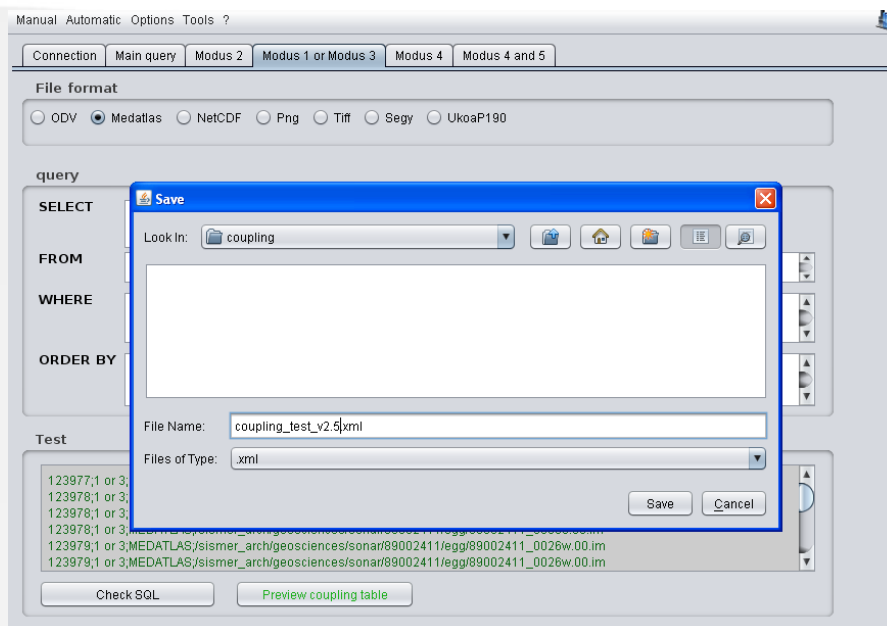 Manual Automatic Options Tools ?
Connection Main query Modus 2 Modus 1 or Modus 3 Modus 4 Modus 4 and 5
File format
ODV Medatlas NetCDF Png Tiff Segy UkoaP190
query
Save
SELECT
Look In: coupling
FROM
WHERE
ORDER BY
File Name: coupling_test_v2.5.xml
Test
Files of Type: .xml
123977;1 or 3;
123978;1 or 3;
Save Cancel
123978;1 or 3;
123978;1 or 3;
123979;1 or 3;MEDATLAS;/sismer_arch/geosciences/sonar/89002411/egg/89002411_0026w.00.im
123979;1 or 3;MEDATLAS;/sismer_arch/geosciences/sonar/89002411/egg/89002411_0026w.00.im
Check SQL Preview coupling table